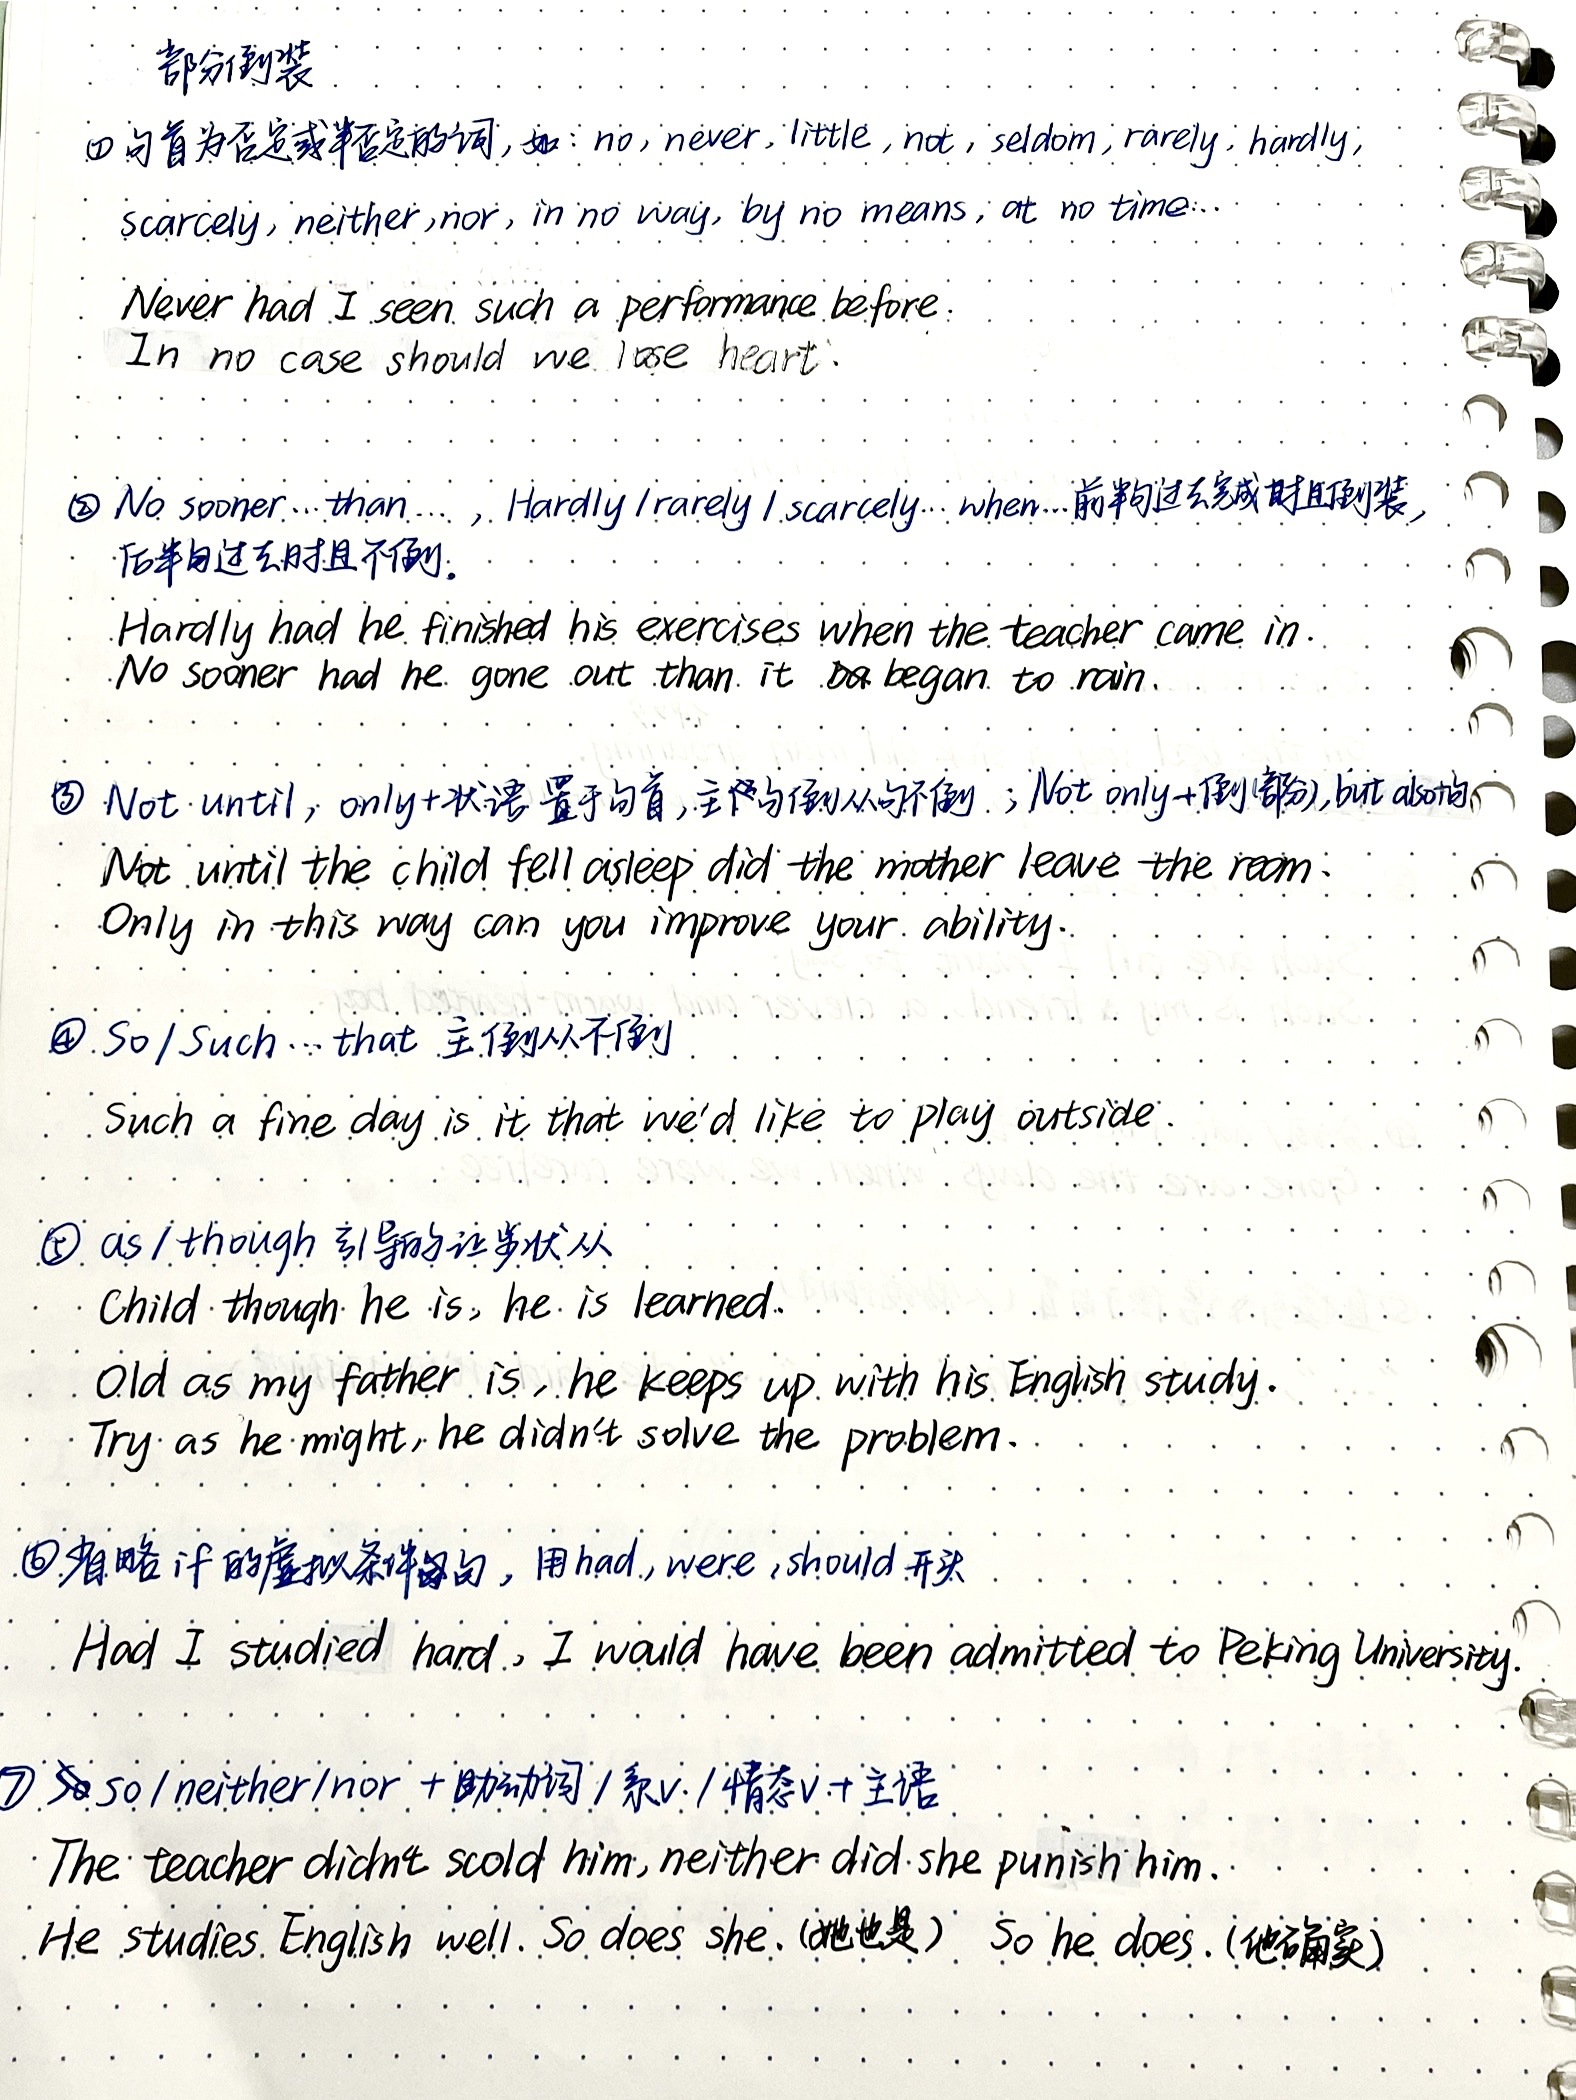 部分倒装
① 句首为否定或半否定的词，如：no, never, little, not, seldom, rarely, hardly,
scarcely, neither, nor, in no way, by no means, at no time...
Never had I seen such a performance before.
In no case should we lose heart.
② No sooner...than..., Hardly/rarely/scarcely...when...前半句过去完成时且倒装,
后半句过去时且不倒.
Hardly had he finished his exercises when the teacher came in.
No sooner had he gone out than it began to rain.
③ Not until, only+状语置于句首,主句倒从句不倒；Not only+倒(部分), but also+句
Not until the child fell asleep did the mother leave the room.
Only in this way can you improve your ability.
④ So/Such...that 主倒从不倒
Such a fine day is it that we'd like to play outside.
⑤ as/though 引导的让步状从
Child though he is, he is learned.
Old as my father is, he keeps up with his English study.
Try as he might, he didn't solve the problem.
⑥ 省略 if 的虚拟条件句, 用 had, were, should 开头
Had I studied hard, I would have been admitted to Peking University.
⑦ so/neither/nor + 助动词/系v./情态v.+主语
The teacher didn't scold him, neither did she punish him.
He studies English well. So does she. (她也是) So he does. (他确实)